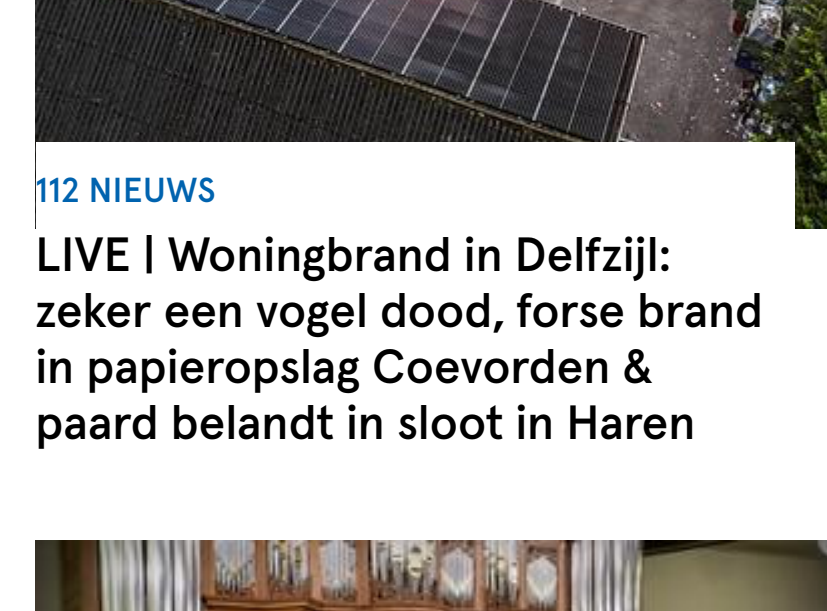 112 NIEUWS
LIVE | Woningbrand in Delfzijl:
zeker een vogel dood, forse brand
in papieropslag Coevorden &
paard belandt in sloot in Haren